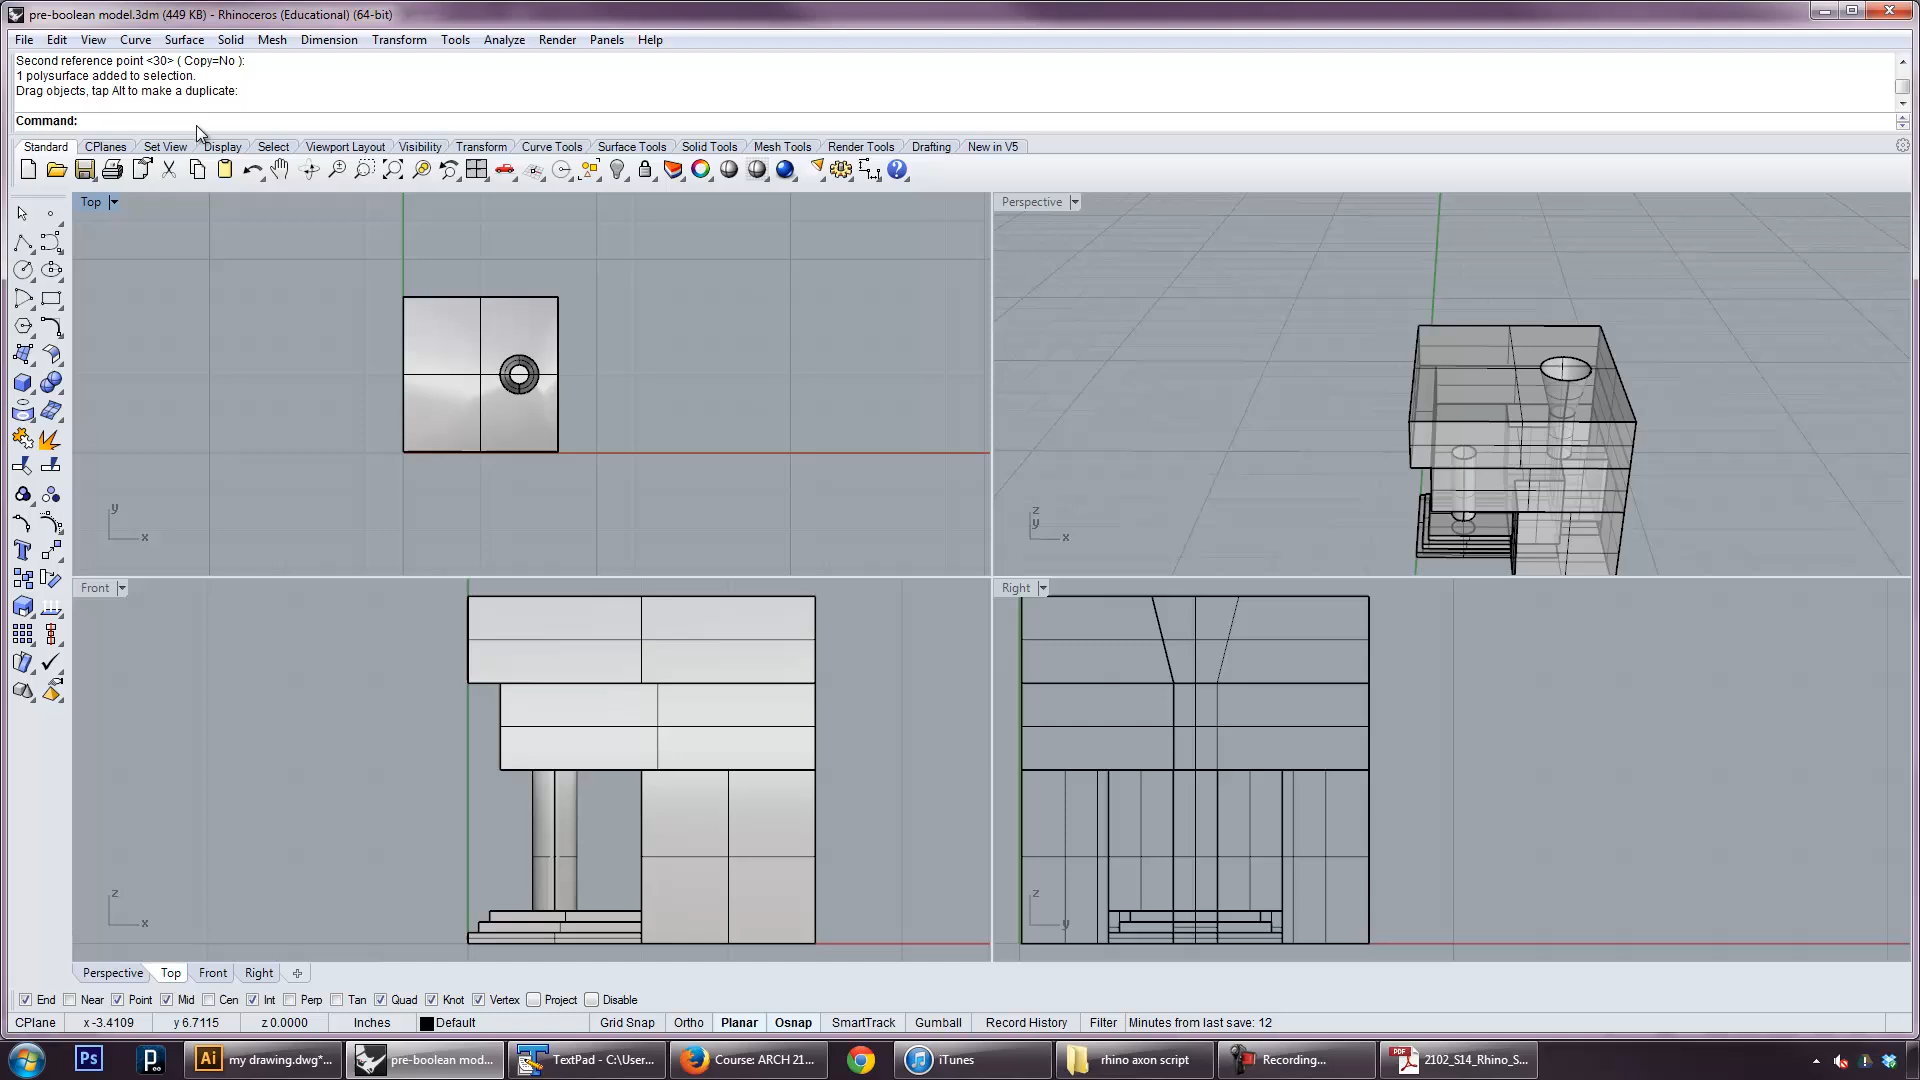 pre-boolean model.3dm (449 KB) - Rhinoceros (Educational) (64-bit)
File Edit View Curve Surface Solid Mesh Dimension Transform Tools Analyze Render Panels Help
Second reference point <30> ( Copy=No ):
1 polysurface added to selection.
Drag objects, tap Alt to make a duplicate:
Command:
Standard CPlanes Set View Display Select Viewport Layout Visibility Transform Curve Tools Surface Tools Solid Tools Mesh Tools Render Tools Drafting New in V5
Top
Perspective
y
x
z
y
x
Front
Right
z
x
z
y
Perspective Top Front Right
End Near Point Mid Cen Int Perp Tan Quad Knot Vertex Project Disable
CPlane x -3.4109 y 6.7115 z 0.0000 Inches Default Grid Snap Ortho Planar Osnap SmartTrack Gumball Record History Filter Minutes from last save: 12
Ps p Ai my drawing.dwg*... pre-boolean mod... TextPad - C:\User... Course: ARCH 21... iTunes rhino axon script Recording... PDF 2102_S14_Rhino_S...